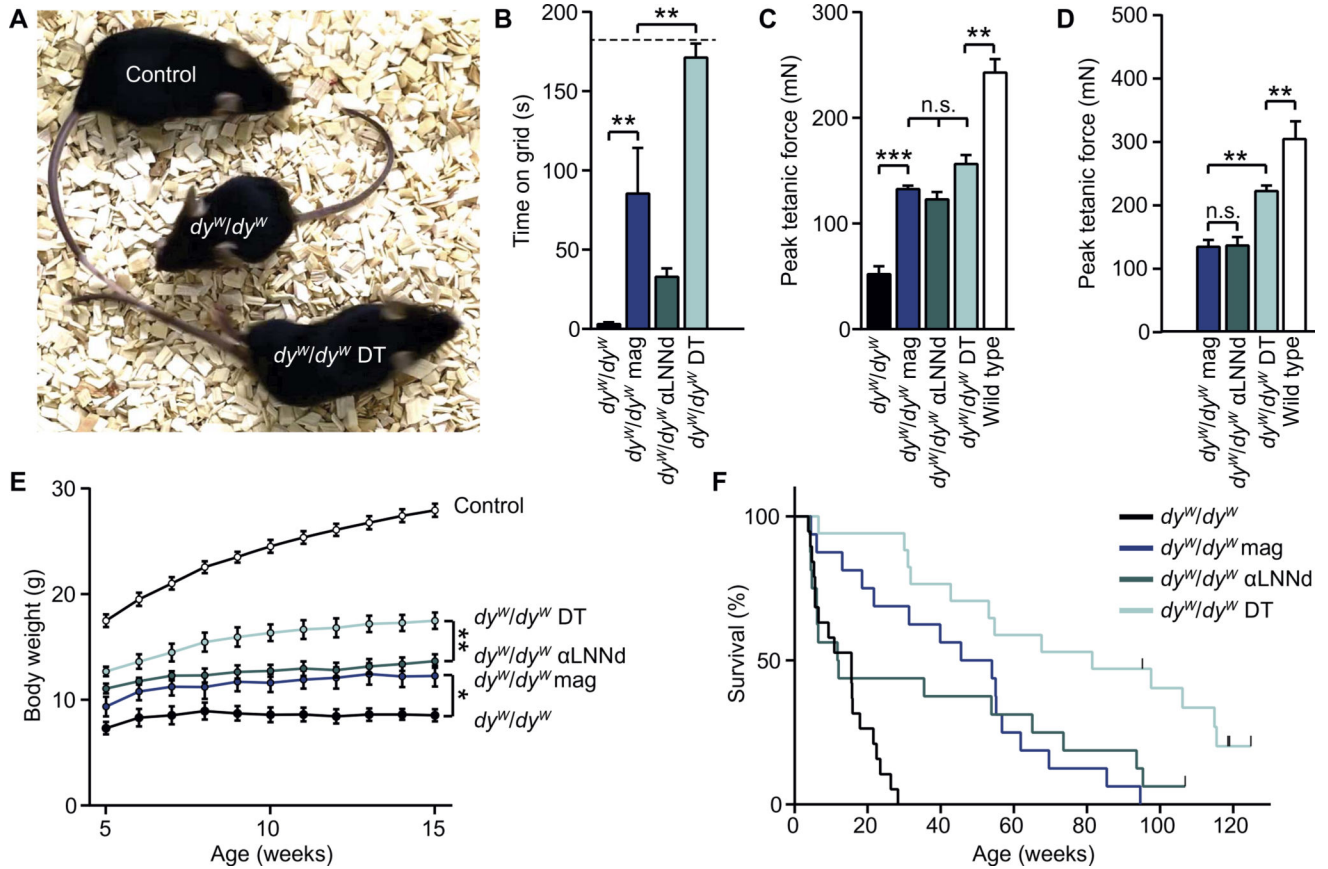 A
Control
dyᵂ/dyᵂ
dyᵂ/dyᵂ DT
B
**
**
200
150
100
50
0
Time on grid (s)
dyᵂ/dyᵂ
dyᵂ/dyᵂ mag
dyᵂ/dyᵂ αLNNd
dyᵂ/dyᵂ DT
C
**
n.s.
***
300
200
100
0
Peak tetanic force (mN)
dyᵂ/dyᵂ
dyᵂ/dyᵂ mag
dyᵂ/dyᵂ αLNNd
dyᵂ/dyᵂ DT
Wild type
D
**
**
n.s.
500
400
300
200
100
0
Peak tetanic force (mN)
dyᵂ/dyᵂ mag
dyᵂ/dyᵂ αLNNd
dyᵂ/dyᵂ DT
Wild type
E
30
20
10
0
Body weight (g)
Control
dyᵂ/dyᵂ DT
**
dyᵂ/dyᵂ αLNNd
dyᵂ/dyᵂ mag
*
dyᵂ/dyᵂ
5
10
15
Age (weeks)
F
100
50
0
Survival (%)
dyᵂ/dyᵂ
dyᵂ/dyᵂ mag
dyᵂ/dyᵂ αLNNd
dyᵂ/dyᵂ DT
0
20
40
60
80
100
120
Age (weeks)